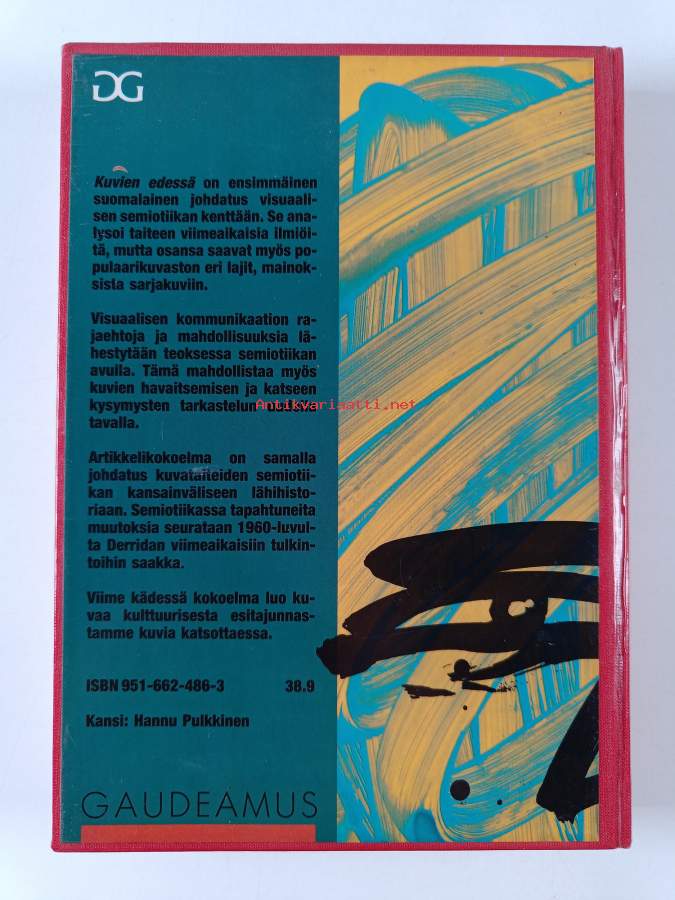 GG
Kuvien edessä on ensimmäinen
suomalainen johdatus visuaali-
sen semiotiikan kenttään. Se ana-
lysoi taiteen viimeaikaisia ilmiöi-
tä, mutta osansa saavat myös po-
pulaarikuvaston eri lajit, mainok-
sista sarjakuviin.
Visuaalisen kommunikaation ra-
jaehtoja ja mahdollisuuksia lä-
hestytään teoksessa semiotiikan
avulla. Tämä mahdollistaa myös
kuvien havaitsemisen ja katseen
kysymysten tarkastelun
tavalla.
Antikvariaatti.net
Artikkelikokoelma on samalla
johdatus kuvataiteiden semiotii-
kan kansainväliseen lähihisto-
riaan. Semiotiikassa tapahtuneita
muutoksia seurataan 1960-luvul-
ta Derridan viimeaikaisiin tulkin-
toihin saakka.
Viime kädessä kokoelma luo ku-
vaa kulttuurisesta esitajunnas-
tamme kuvia katsottaessa.
ISBN 951-662-486-3 38.9
Kansi: Hannu Pulkkinen
GAUDEAMUS